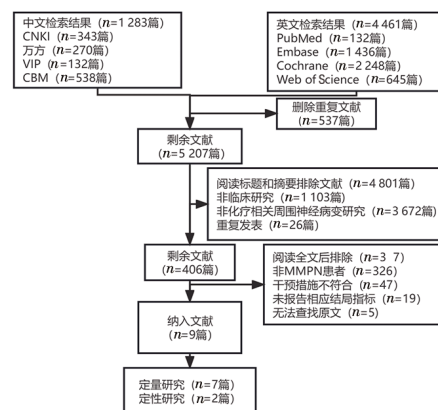 中文检索结果=1 283篇）
CNKI（n=343篇）
万方（n=270篇）
VIP（n=132篇）
CBM（n=538篇）
英文检索结果=4 461篇）
PubMed（n=132篇）
Embase（n=1 436篇）
Cochrane（n=2 248篇）
Web of Science（n=645篇）
删除重复文献
（n=537篇）
剩余文献
（n=5 207篇）
阅读标题和摘要排除文献（n=4 801篇）
非临床研究（n=1 103篇）
非化疗相关周围神经病变研究（n=3 672篇）
重复发表（n=26篇）
剩余文献
（n=406篇）
阅读全文后排除（n=3 7）
非MMPN患者（n=326）
干预措施不符合（n=47）
未报告相应结局指标（n=19）
无法查找原文（n=5）
纳入文献
（n=9篇）
定量研究（n=7篇）
定性研究（n=2篇）